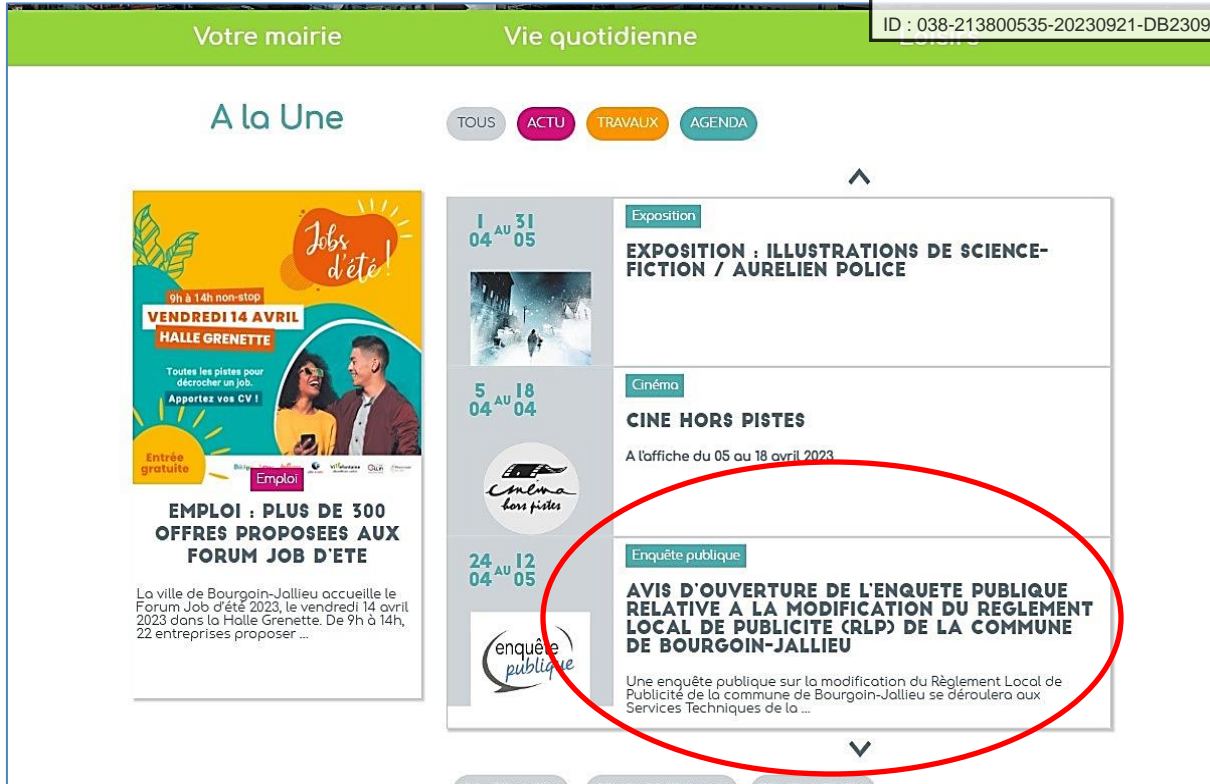 ID : 038-213800535-20230921-DB2309
Votre mairie
Vie quotidienne
Loisirs
A la Une
TOUS
ACTU
TRAVAUX
AGENDA
Jobs
d'été !
9h à 14h non-stop
VENDREDI 14 AVRIL
HALLE GRENETTE
Toutes les pistes pour
décrocher un job.
Apportez vos CV !
Entrée
gratuite
Emploi
EMPLOI : PLUS DE 300
OFFRES PROPOSEES AUX
FORUM JOB D'ETE
La ville de Bourgoin-Jallieu accueille le
Forum Job d'été 2023, le vendredi 14 avril
2023 dans la Halle Grenette. De 9h à 14h,
22 entreprises proposer ...
1 AU 31
04 05
Exposition
EXPOSITION : ILLUSTRATIONS DE SCIENCE-
FICTION / AURELIEN POLICE
5 AU 18
04 04
Cinéma
CINE HORS PISTES
A l'affiche du 05 au 18 avril 2023
cinéma
hors pistes
24 AU 12
04 05
Enquête publique
AVIS D'OUVERTURE DE L'ENQUETE PUBLIQUE
RELATIVE A LA MODIFICATION DU REGLEMENT
LOCAL DE PUBLICITE (RLP) DE LA COMMUNE
DE BOURGOIN-JALLIEU
enquête
publique
Une enquête publique sur la modification du Règlement Local de
Publicité de la commune de Bourgoin-Jallieu se déroulera aux
Services Techniques de la ...